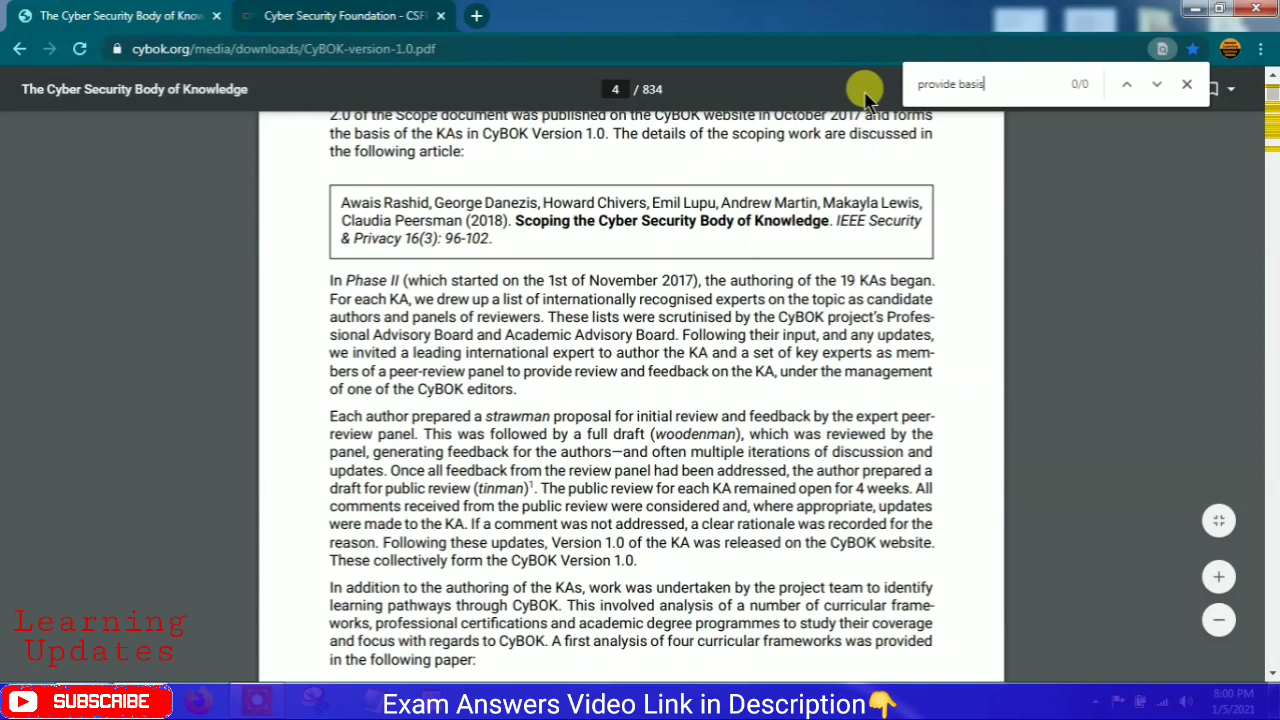 The Cyber Security Body of Know
Cyber Security Foundation - CSFI
cybok.org/media/downloads/CyBOK-version-1.0.pdf
provide basis 0/0
The Cyber Security Body of Knowledge
4 / 834
2.0 of the Scope document was published on the CyBOK website in October 2017 and forms
the basis of the KAs in CyBOK Version 1.0. The details of the scoping work are discussed in
the following article:
Awais Rashid, George Danezis, Howard Chivers, Emil Lupu, Andrew Martin, Makayla Lewis,
Claudia Peersman (2018). Scoping the Cyber Security Body of Knowledge. IEEE Security
& Privacy 16(3): 96-102.
In Phase II (which started on the 1st of November 2017), the authoring of the 19 KAs began.
For each KA, we drew up a list of internationally recognised experts on the topic as candidate
authors and panels of reviewers. These lists were scrutinised by the CyBOK project's Profes-
sional Advisory Board and Academic Advisory Board. Following their input, and any updates,
we invited a leading international expert to author the KA and a set of key experts as mem-
bers of a peer-review panel to provide review and feedback on the KA, under the management
of one of the CyBOK editors.
Each author prepared a strawman proposal for initial review and feedback by the expert peer-
review panel. This was followed by a full draft (woodenman), which was reviewed by the
panel, generating feedback for the authors—and often multiple iterations of discussion and
updates. Once all feedback from the review panel had been addressed, the author prepared a
draft for public review (tinman)¹. The public review for each KA remained open for 4 weeks. All
comments received from the public review were considered and, where appropriate, updates
were made to the KA. If a comment was not addressed, a clear rationale was recorded for the
reason. Following these updates, Version 1.0 of the KA was released on the CyBOK website.
These collectively form the CyBOK Version 1.0.
In addition to the authoring of the KAs, work was undertaken by the project team to identify
learning pathways through CyBOK. This involved analysis of a number of curricular frame-
works, professional certifications and academic degree programmes to study their coverage
and focus with regards to CyBOK. A first analysis of four curricular frameworks was provided
in the following paper:
Learning
Updates
SUBSCRIBE
Exam Answers Video Link in Description👇
8:00 PM
1/5/2021